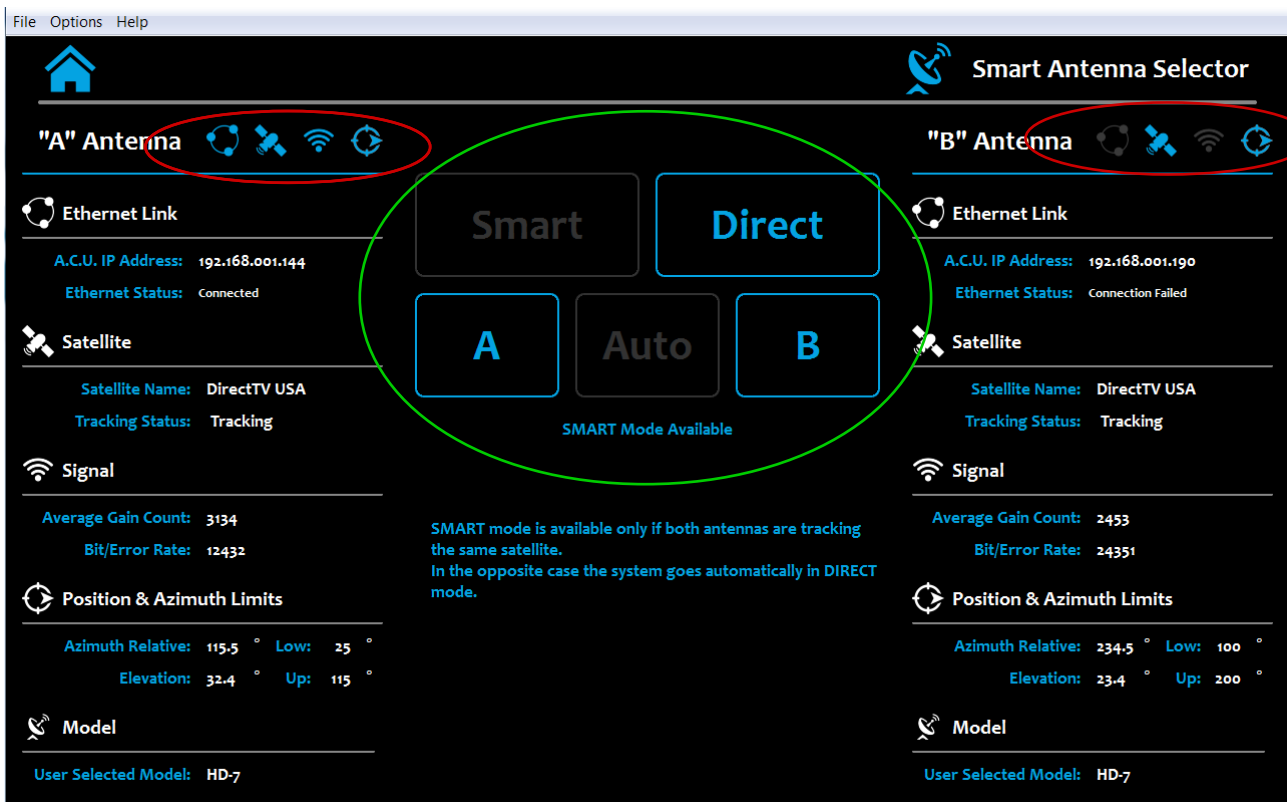 File Options Help
Smart Antenna Selector
"A" Antenna
Ethernet Link
A.C.U. IP Address: 192.168.001.144
Ethernet Status: Connected
Satellite
Satellite Name: DirectTV USA
Tracking Status: Tracking
Signal
Average Gain Count: 3134
Bit/Error Rate: 12432
Position & Azimuth Limits
Azimuth Relative: 115.5 ° Low: 25 °
Elevation: 32.4 ° Up: 115 °
Model
User Selected Model: HD-7
Smart Direct
A Auto B
SMART Mode Available
SMART mode is available only if both antennas are tracking
the same satellite.
In the opposite case the system goes automatically in DIRECT
mode.
"B" Antenna
Ethernet Link
A.C.U. IP Address: 192.168.001.190
Ethernet Status: Connection Failed
Satellite
Satellite Name: DirectTV USA
Tracking Status: Tracking
Signal
Average Gain Count: 2453
Bit/Error Rate: 24351
Position & Azimuth Limits
Azimuth Relative: 234.5 ° Low: 100 °
Elevation: 23.4 ° Up: 200 °
Model
User Selected Model: HD-7